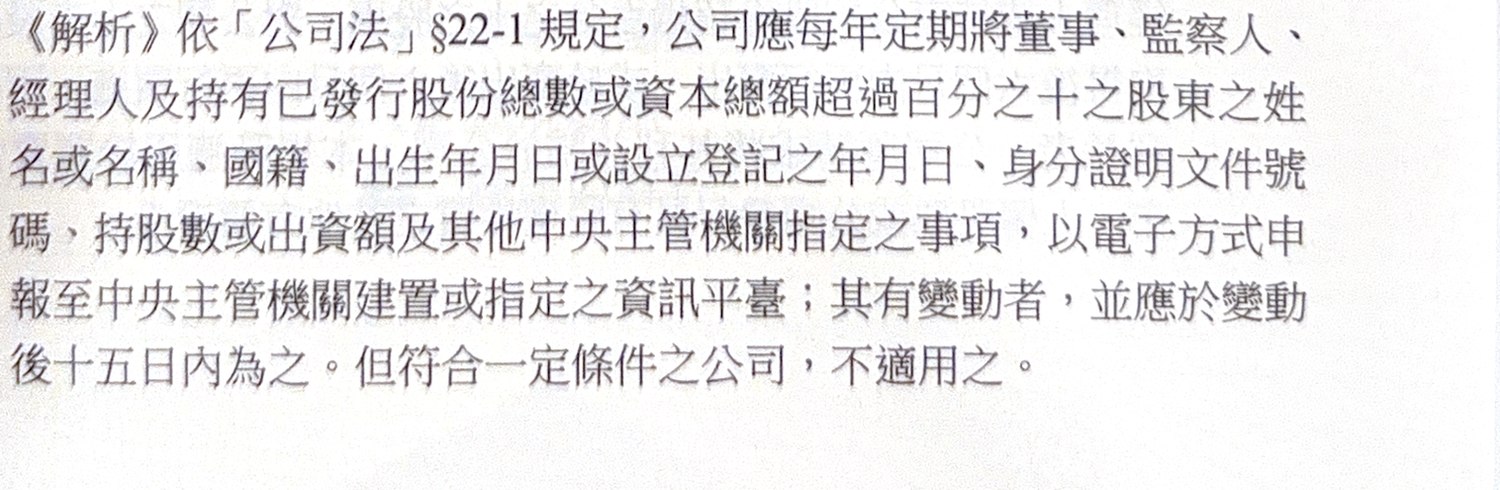 《解析》依「公司法」§22-1 規定，公司應每年定期將董事、監察人、
經理人及持有已發行股份總數或資本總額超過百分之十之股東之姓
名或名稱、國籍、出生年月日或設立登記之年月日、身分證明文件號
碼、持股數或出資額及其他中央主管機關指定之事項，以電子方式申
報至中央主管機關建置或指定之資訊平臺；其有變動者，並應於變動
後十五日內為之。但符合一定條件之公司，不適用之。